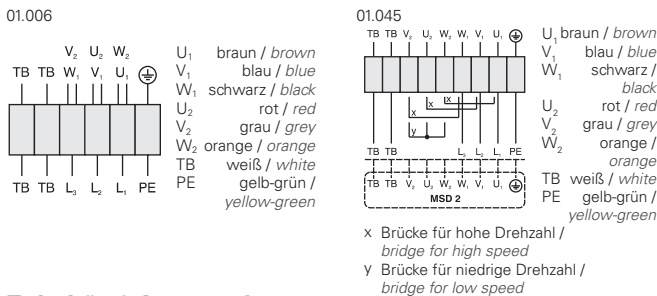 01.006
V₂ U₂ W₂
TB TB W₁ V₁ U₁
TB TB L₃ L₂ L₁ PE
U₁ braun / brown
V₁ blau / blue
W₁ schwarz / black
U₂ rot / red
V₂ grau / grey
W₂ orange / orange
TB weiß / white
PE gelb-grün /
yellow-green
01.045
TB TB V₂ U₂ W₂ W₁ V₁ U₁
x x
x
y
TB TB L₃ L₂ L₁ PE
TB TB V₂ U₂ W₂ W₁ V₁ U₁
MSD 2
U₁ braun / brown
V₁ blau / blue
W₁ schwarz /
black
U₂ rot / red
V₂ grau / grey
W₂ orange /
orange
TB weiß / white
PE gelb-grün /
yellow-green
x Brücke für hohe Drehzahl /
bridge for high speed
y Brücke für niedrige Drehzahl /
bridge for low speed